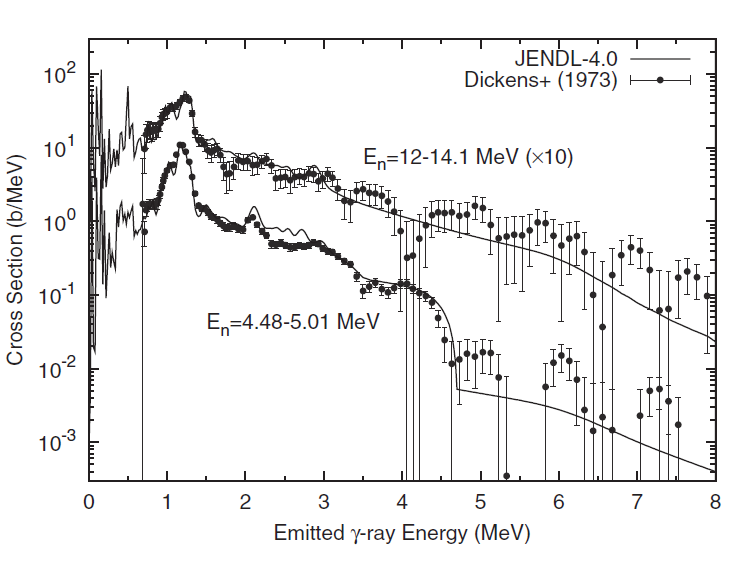 JENDL-4.0
Dickens+ (1973)
Eₙ=12-14.1 MeV (×10)
Eₙ=4.48-5.01 MeV
Cross Section (b/MeV)
10²
10¹
10⁰
10⁻¹
10⁻²
10⁻³
0 1 2 3 4 5 6 7 8
Emitted γ-ray Energy (MeV)